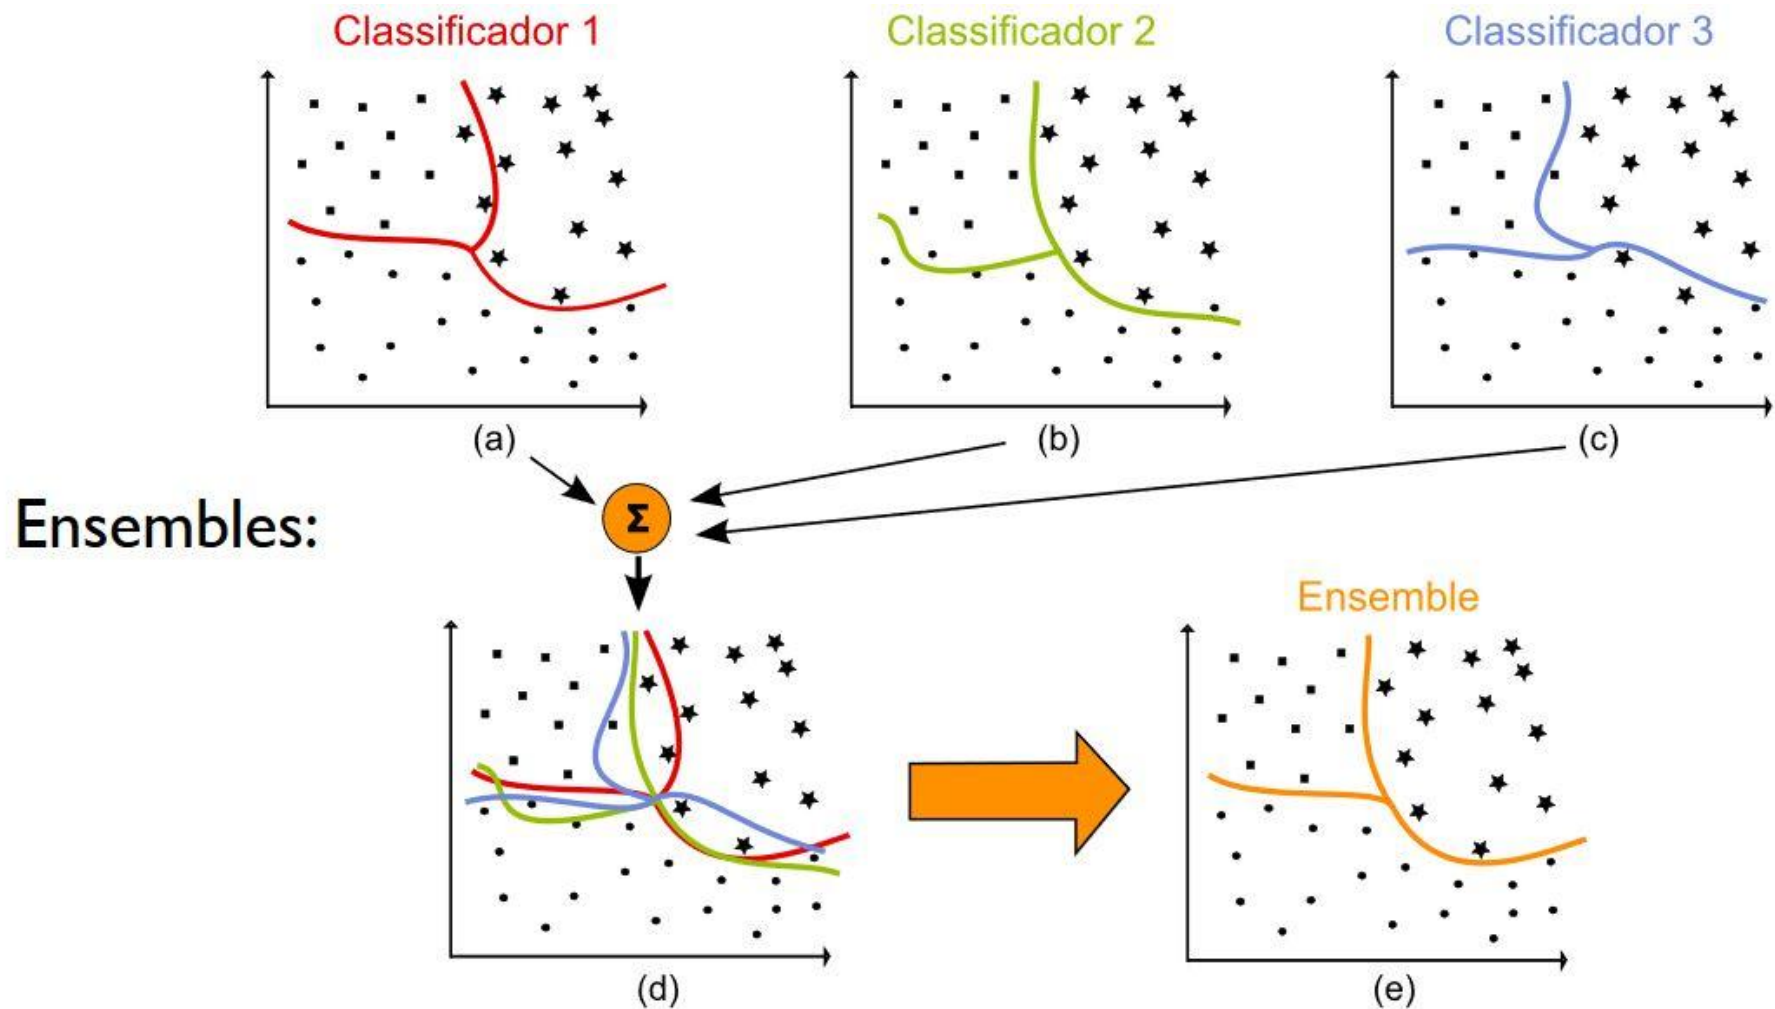 Classificador 1
Classificador 2
Classificador 3
(a)
(b)
(c)
Ensembles:
Σ
Ensemble
(d)
(e)